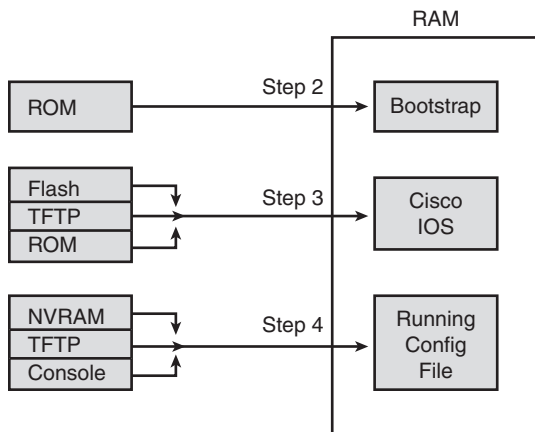 RAM
ROM
Step 2
Bootstrap
Flash
TFTP
ROM
Step 3
Cisco
IOS
NVRAM
TFTP
Console
Step 4
Running
Config
File